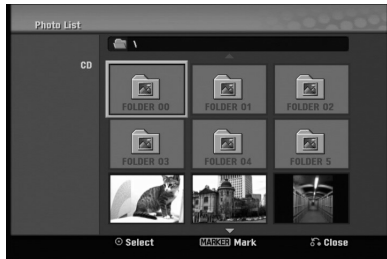 Photo List
\
CD
FOLDER 00
FOLDER 01
FOLDER 02
FOLDER 03
FOLDER 04
FOLDER 5
Select
MARKER Mark
Close